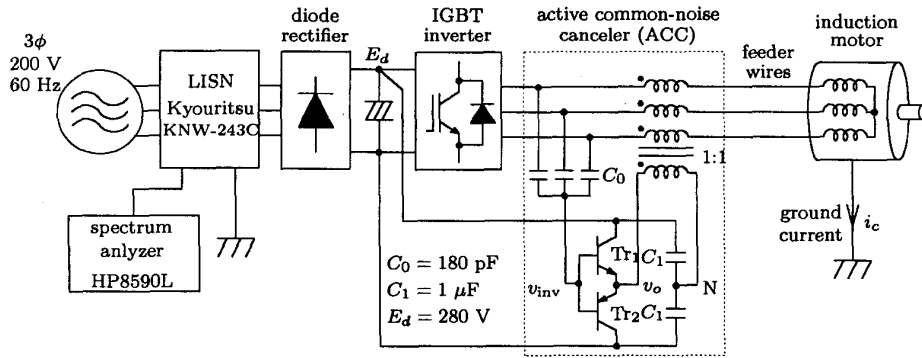 3ϕ
200 V
60 Hz
LISN
Kyouritsu
KNW-243C
spectrum
anlyzer
HP8590L
diode
rectifier
E_d
IGBT
inverter
active common-noise
canceler (ACC)
C_0
1:1
feeder
wires
induction
motor
ground
current
i_c
C_0 = 180 pF
C_1 = 1 μF
E_d = 280 V
v_inv
Tr_1
C_1
v_o
N
Tr_2
C_1